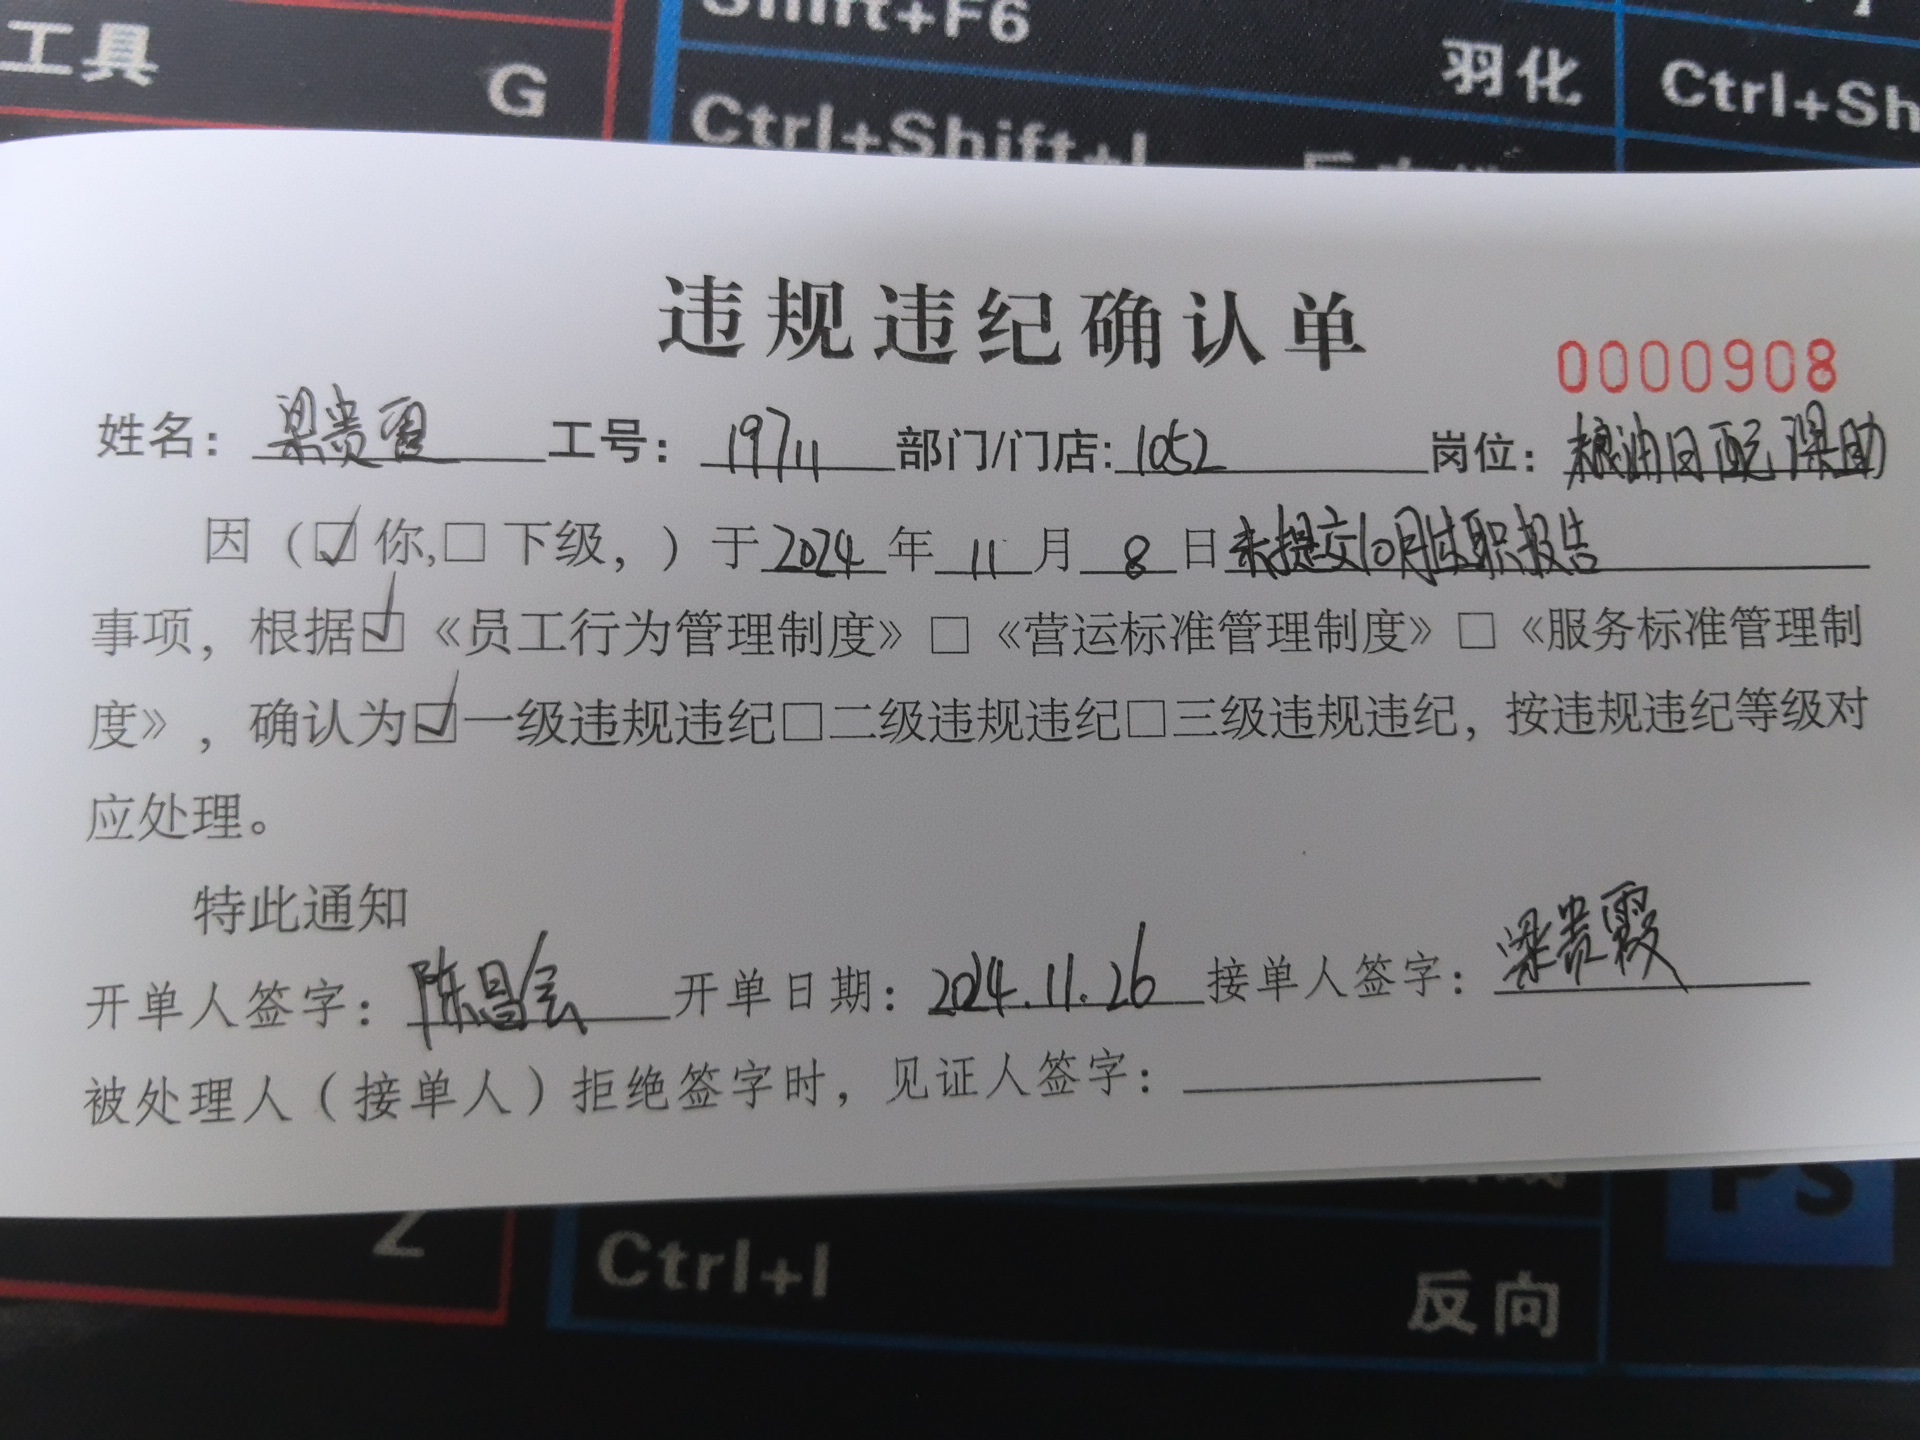 Shift+F6
工具 G 羽化 Ctrl+Sh
Ctrl+Shift+I
违规违纪确认单
0000908
姓名：梁贵霞 工号：19711 部门/门店：1052 岗位：粮油日配课助
因（☑你,□下级，）于2024年11月8日未提交10月述职报告
事项，根据☑《员工行为管理制度》□《营运标准管理制度》□《服务标准管理制
度》，确认为☑一级违规违纪□二级违规违纪□三级违规违纪，按违规违纪等级对
应处理。
特此通知
开单人签字：陈昌会 开单日期：2024.11.26 接单人签字：梁贵霞
被处理人（接单人）拒绝签字时，见证人签字：
Z Ctrl+I 反向 PS